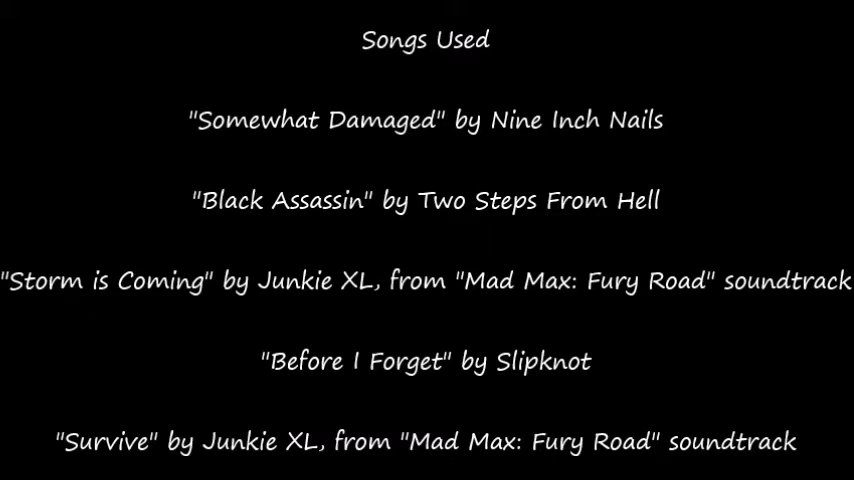 Songs Used
"Somewhat Damaged" by Nine Inch Nails
"Black Assassin" by Two Steps From Hell
"Storm is Coming" by Junkie XL, from "Mad Max: Fury Road" soundtrack
"Before I Forget" by Slipknot
"Survive" by Junkie XL, from "Mad Max: Fury Road" soundtrack